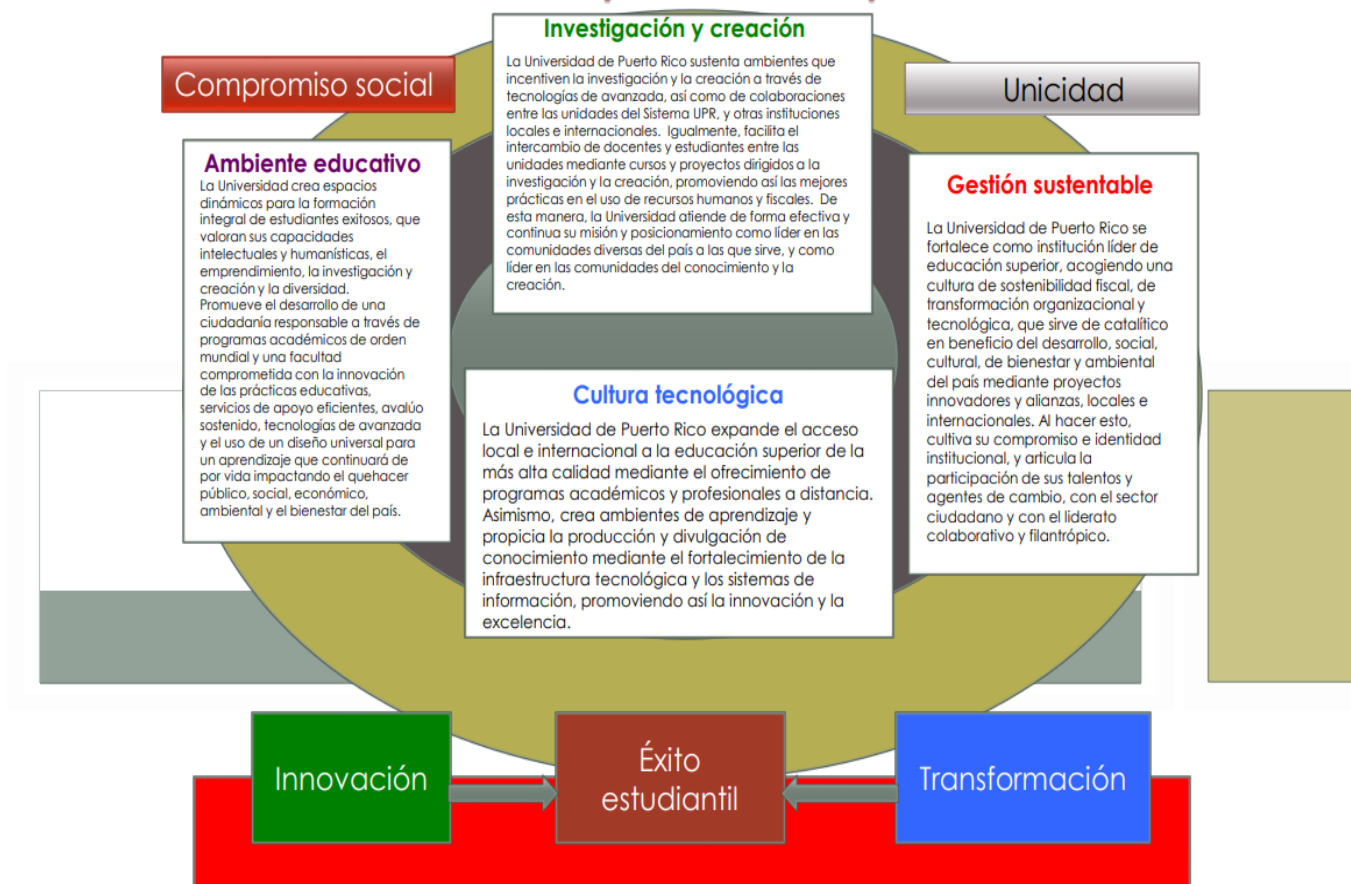 Investigación y creación
La Universidad de Puerto Rico sustenta ambientes que
incentiven la investigación y la creación a través de
tecnologías de avanzada, así como de colaboraciones
entre las unidades del Sistema UPR, y otras instituciones
locales e internacionales. Igualmente, facilita el
intercambio de docentes y estudiantes entre las
unidades mediante cursos y proyectos dirigidos a la
investigación y la creación, promoviendo así las mejores
prácticas en el uso de recursos humanos y fiscales. De
esta manera, la Universidad atiende de forma efectiva y
continua su misión y posicionamiento como líder en las
comunidades diversas del país a las que sirve, y como
líder en las comunidades del conocimiento y la
creación.
Compromiso social
Unicidad
Ambiente educativo
La Universidad crea espacios
dinámicos para la formación
integral de estudiantes exitosos, que
valoran sus capacidades
intelectuales y humanísticas, el
emprendimiento, la investigación y
creación y la diversidad.
Promueve el desarrollo de una
ciudadanía responsable a través de
programas académicos de orden
mundial y una facultad
comprometida con la innovación
de las prácticas educativas,
servicios de apoyo eficientes, avalúo
sostenido, tecnologías de avanzada
y el uso de un diseño universal para
un aprendizaje que continuará de
por vida impactando el quehacer
público, social, económico,
ambiental y el bienestar del país.
Gestión sustentable
La Universidad de Puerto Rico se
fortalece como institución líder de
educación superior, acogiendo una
cultura de sostenibilidad fiscal, de
transformación organizacional y
tecnológica, que sirve de catalítico
en beneficio del desarrollo, social,
cultural, de bienestar y ambiental
del país mediante proyectos
innovadores y alianzas, locales e
internacionales. Al hacer esto,
cultiva su compromiso e identidad
institucional, y articula la
participación de sus talentos y
agentes de cambio, con el sector
ciudadano y con el liderato
colaborativo y filantrópico.
Cultura tecnológica
La Universidad de Puerto Rico expande el acceso
local e internacional a la educación superior de la
más alta calidad mediante el ofrecimiento de
programas académicos y profesionales a distancia.
Asimismo, crea ambientes de aprendizaje y
propicia la producción y divulgación de
conocimiento mediante el fortalecimiento de la
infraestructura tecnológica y los sistemas de
información, promoviendo así la innovación y la
excelencia.
Innovación
Éxito
estudiantil
Transformación